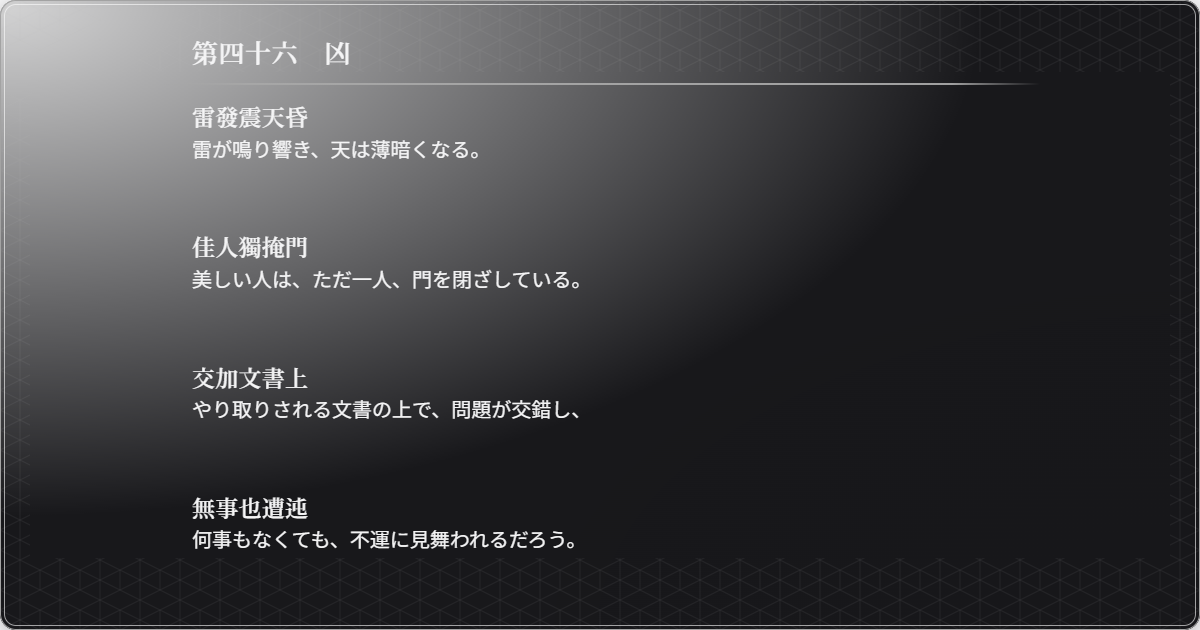 第四十六　凶
雷發震天昏
雷が鳴り響き、天は薄暗くなる。
佳人獨掩門
美しい人は、ただ一人、門を閉ざしている。
交加文書上
やり取りされる文書の上で、問題が交錯し、
無事也遭迍
何事もなくても、不運に見舞われるだろう。